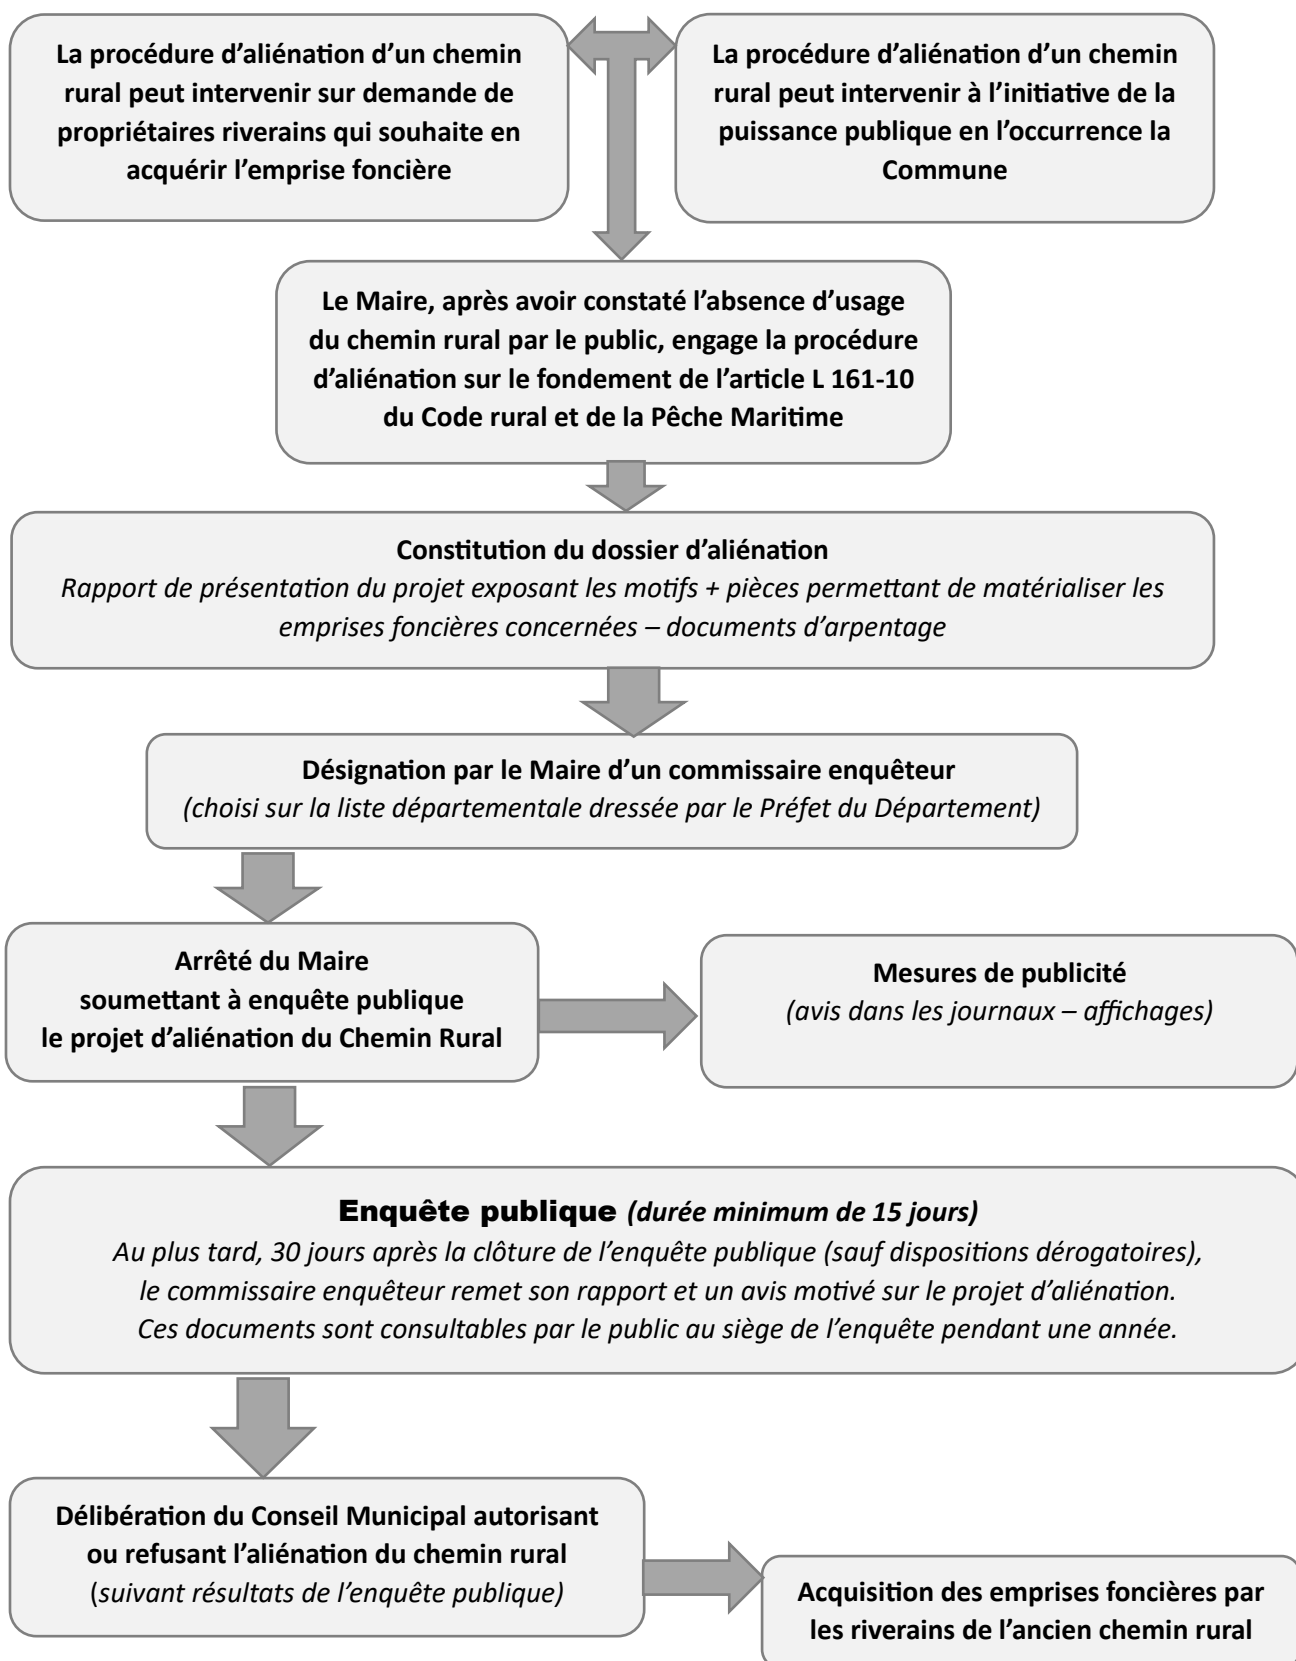 La procédure d’aliénation d’un chemin
rural peut intervenir sur demande de
propriétaires riverains qui souhaite en
acquérir l’emprise foncière
La procédure d’aliénation d’un chemin
rural peut intervenir à l’initiative de la
puissance publique en l’occurrence la
Commune
Le Maire, après avoir constaté l’absence d’usage
du chemin rural par le public, engage la procédure
d’aliénation sur le fondement de l’article L 161-10
du Code rural et de la Pêche Maritime
Constitution du dossier d’aliénation
Rapport de présentation du projet exposant les motifs + pièces permettant de matérialiser les
emprises foncières concernées – documents d’arpentage
Désignation par le Maire d’un commissaire enquêteur
(choisi sur la liste départementale dressée par le Préfet du Département)
Arrêté du Maire
soumettant à enquête publique
le projet d’aliénation du Chemin Rural
Mesures de publicité
(avis dans les journaux – affichages)
Enquête publique (durée minimum de 15 jours)
Au plus tard, 30 jours après la clôture de l’enquête publique (sauf dispositions dérogatoires),
le commissaire enquêteur remet son rapport et un avis motivé sur le projet d’aliénation.
Ces documents sont consultables par le public au siège de l’enquête pendant une année.
Délibération du Conseil Municipal autorisant
ou refusant l’aliénation du chemin rural
(suivant résultats de l’enquête publique)
Acquisition des emprises foncières par
les riverains de l’ancien chemin rural